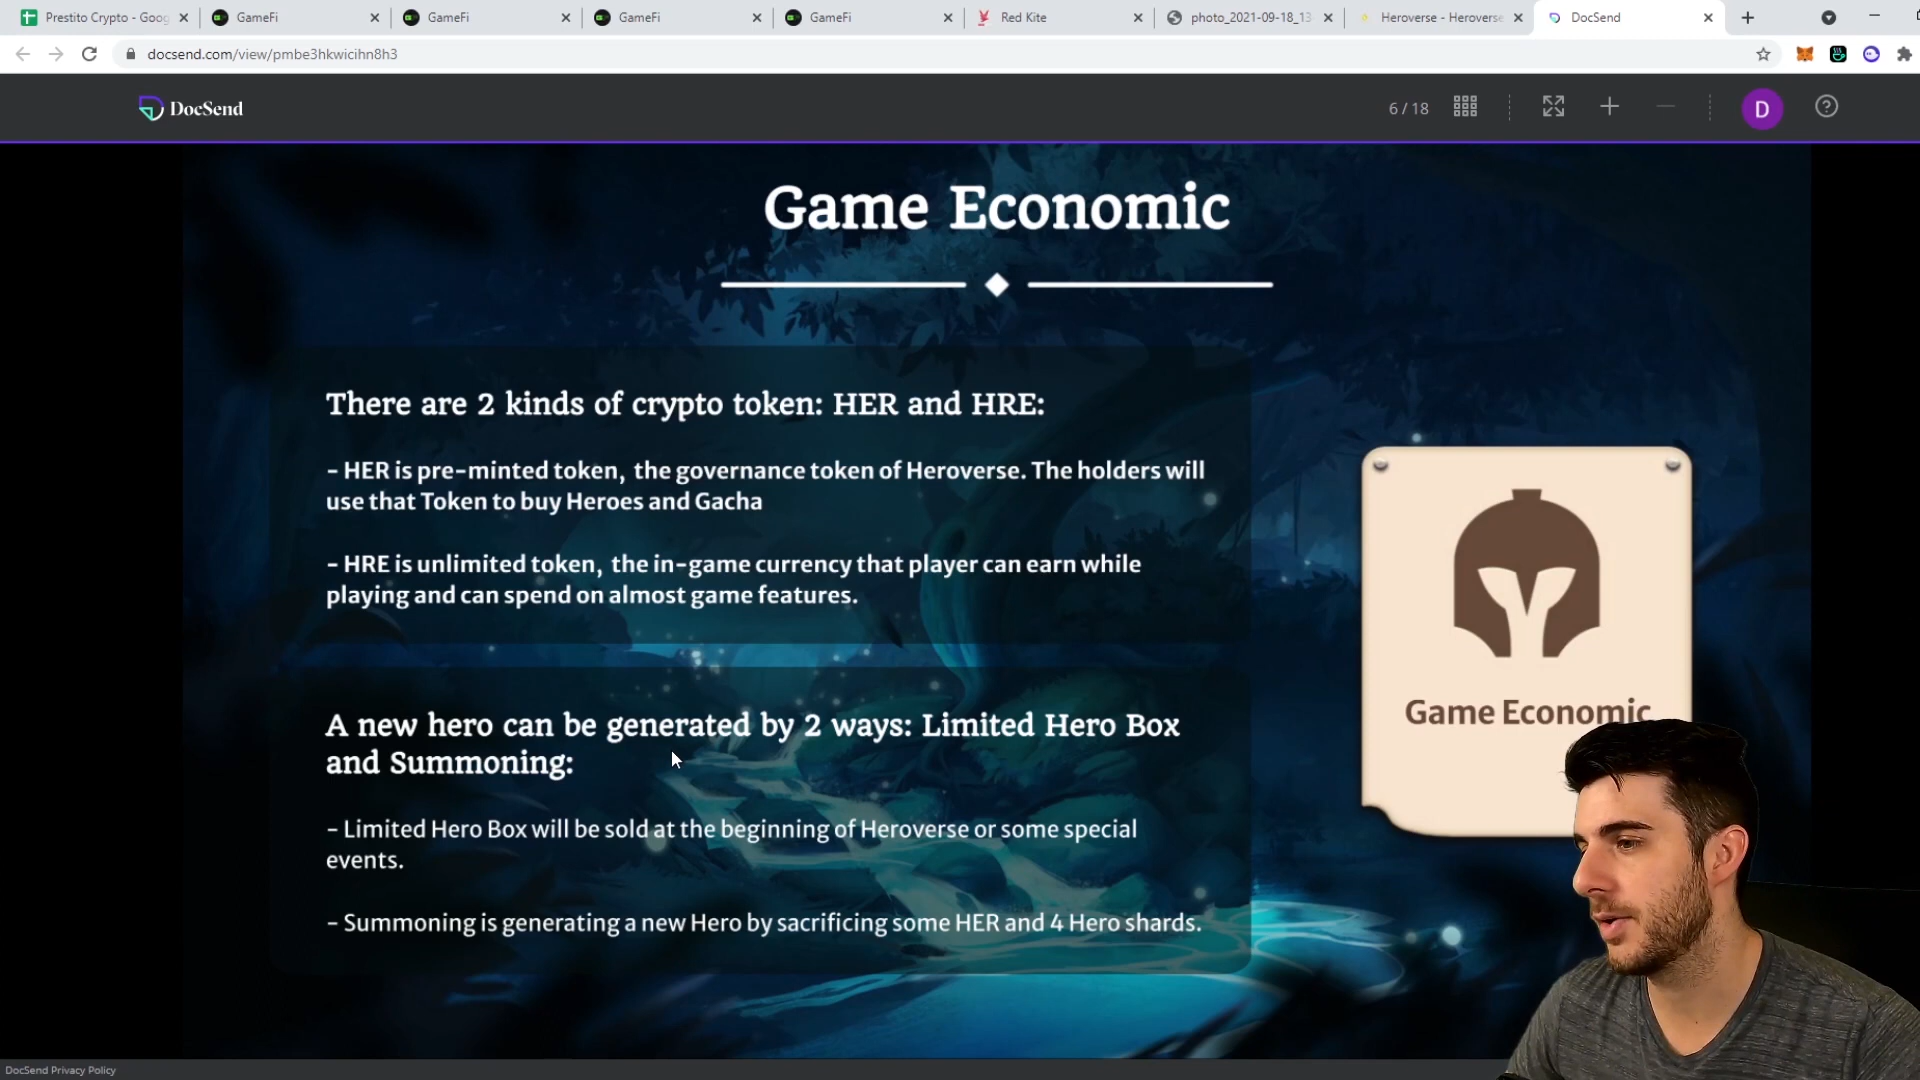 Prestito Crypto - Goog
GameFi
GameFi
GameFi
GameFi
Red Kite
photo_2021-09-18_13
Heroverse - Heroverse
DocSend
docsend.com/view/pmbe3hkwicihn8h3
DocSend
6 / 18
D
Game Economic
There are 2 kinds of crypto token: HER and HRE:
- HER is pre-minted token, the governance token of Heroverse. The holders will
use that Token to buy Heroes and Gacha
- HRE is unlimited token, the in-game currency that player can earn while
playing and can spend on almost game features.
A new hero can be generated by 2 ways: Limited Hero Box
and Summoning:
- Limited Hero Box will be sold at the beginning of Heroverse or some special
events.
- Summoning is generating a new Hero by sacrificing some HER and 4 Hero shards.
Game Economic
DocSend Privacy Policy